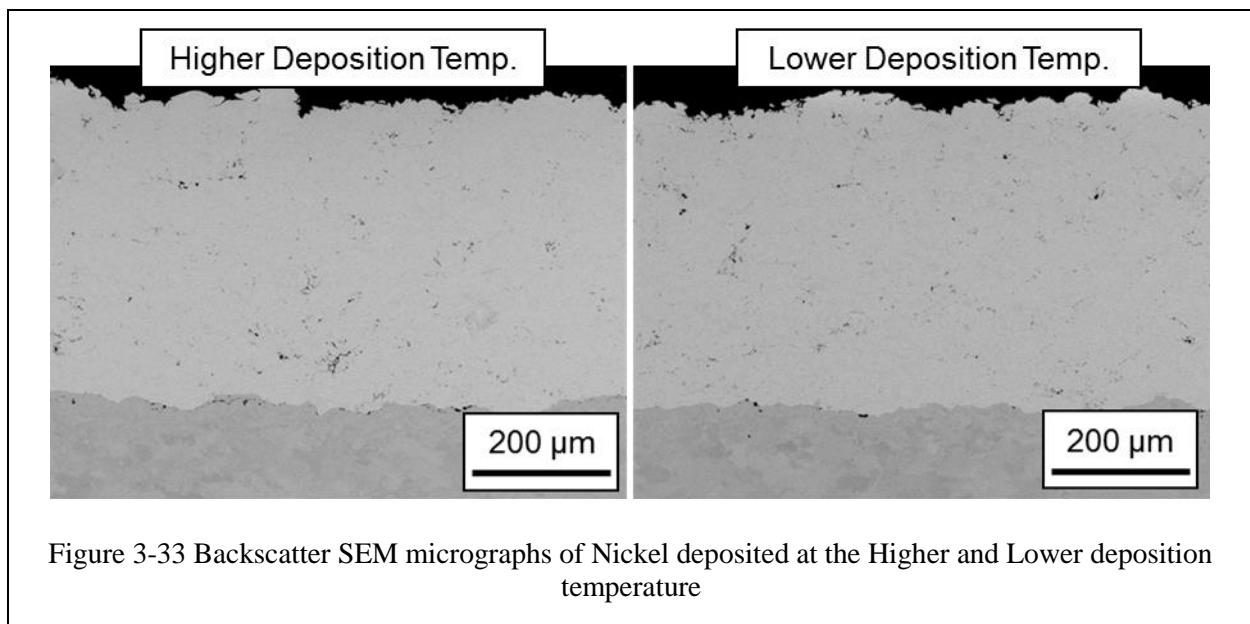 Higher Deposition Temp.
Lower Deposition Temp.
200 µm
200 µm
Figure 3-33 Backscatter SEM micrographs of Nickel deposited at the Higher and Lower deposition
temperature